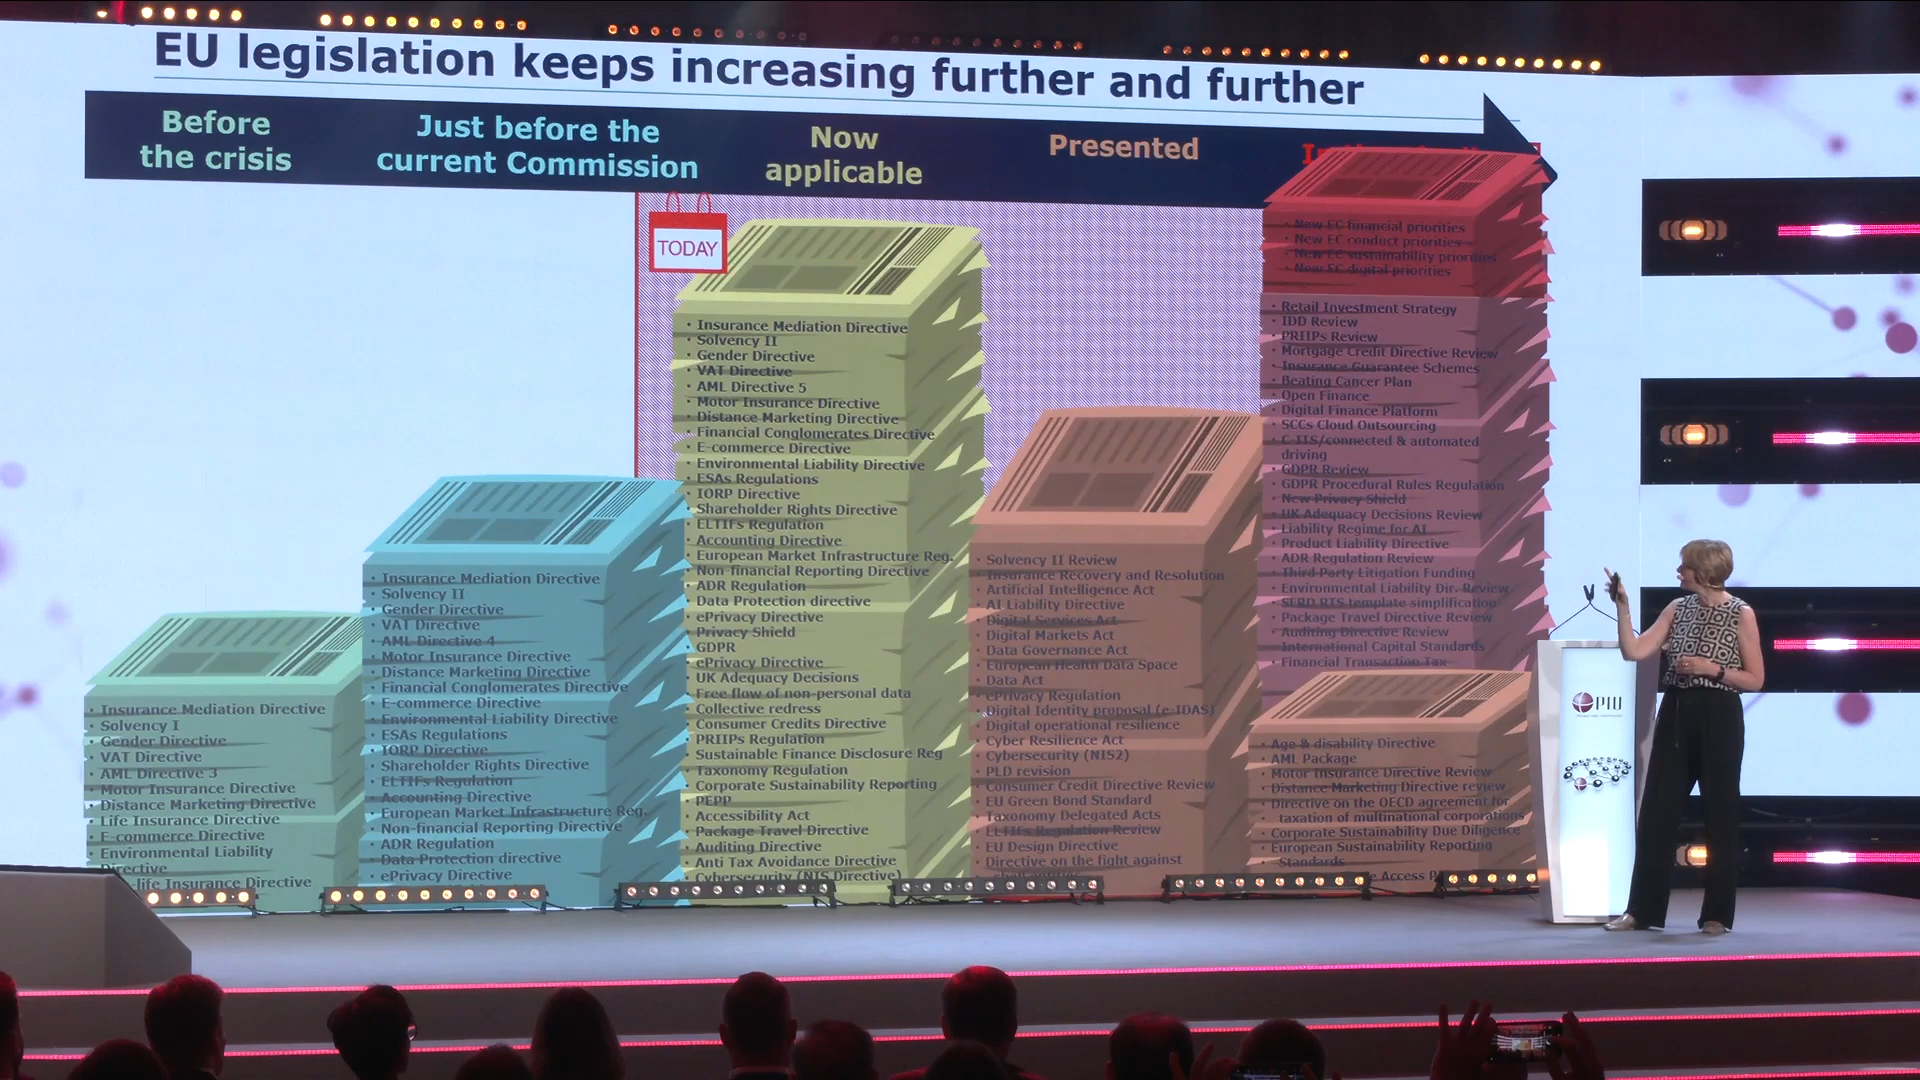 EU legislation keeps increasing further and further
Before
the crisis
Just before the
current Commission
Now
applicable
Presented
TODAY
• Insurance Mediation Directive
• Solvency I
• Gender Directive
• VAT Directive
• AML Directive 3
• Motor Insurance Directive
• Distance Marketing Directive
• Life Insurance Directive
• E-commerce Directive
• Environmental Liability
Directive
-life Insurance Directive
• Insurance Mediation Directive
• Solvency II
• Gender Directive
• VAT Directive
• AML Directive 4
• Motor Insurance Directive
• Distance Marketing Directive
• Financial Conglomerates Directive
• E-commerce Directive
• Environmental Liability Directive
• ESAs Regulations
• IORP Directive
• Shareholder Rights Directive
• ELTIFs Regulation
• Accounting Directive
• European Market Infrastructure Reg.
• Non-financial Reporting Directive
• ADR Regulation
• Data Protection directive
• ePrivacy Directive
• Insurance Mediation Directive
• Solvency II
• Gender Directive
• VAT Directive
• AML Directive 5
• Motor Insurance Directive
• Distance Marketing Directive
• Financial Conglomerates Directive
• E-commerce Directive
• Environmental Liability Directive
• ESAs Regulations
• IORP Directive
• Shareholder Rights Directive
• ELTIFs Regulation
• Accounting Directive
• European Market Infrastructure Reg.
• Non-financial Reporting Directive
• ADR Regulation
• Data Protection directive
• ePrivacy Directive
• Privacy Shield
• GDPR
• ePrivacy Directive
• UK Adequacy Decisions
• Free flow of non-personal data
• Collective redress
• Consumer Credits Directive
• PRIIPs Regulation
• Sustainable Finance Disclosure Reg
• Taxonomy Regulation
• Corporate Sustainability Reporting
• PEPP
• Accessibility Act
• Package Travel Directive
• Auditing Directive
• Anti Tax Avoidance Directive
• Cybersecurity (NIS Directive)
• Solvency II Review
• Insurance Recovery and Resolution
• Artificial Intelligence Act
• AI Liability Directive
• Digital Services Act
• Digital Markets Act
• Data Governance Act
• European Health Data Space
• Data Act
• ePrivacy Regulation
• Digital Identity proposal (e-IDAS)
• Digital operational resilience
• Cyber Resilience Act
• Cybersecurity (NIS2)
• PLD revision
• Consumer Credit Directive Review
• EU Green Bond Standard
• Taxonomy Delegated Acts
• ELTIFs Regulation Review
• EU Design Directive
• Directive on the fight against
• New EC financial priorities
• New EC conduct priorities
• New EC sustainability priorities
• New EC digital priorities
• Retail Investment Strategy
• IDD Review
• PRIIPs Review
• Mortgage Credit Directive Review
• Insurance Guarantee Schemes
• Beating Cancer Plan
• Open Finance
• Digital Finance Platform
• SCCs Cloud Outsourcing
• C-ITS/connected & automated
driving
• GDPR Review
• GDPR Procedural Rules Regulation
• New Privacy Shield
• UK Adequacy Decisions Review
• Liability Regime for AI
• Product Liability Directive
• ADR Regulation Review
• Third Party Litigation Funding
• Environmental Liability Dir. Review
• SFRD RTS template simplification
• Package Travel Directive Review
• Auditing Directive Review
• International Capital Standards
• Financial Transaction Tax
• Age & disability Directive
• AML Package
• Motor Insurance Directive Review
• Distance Marketing Directive review
• Directive on the OECD agreement for
taxation of multinational corporations
• Corporate Sustainability Due Diligence
• European Sustainability Reporting
Standards
Access
PIU